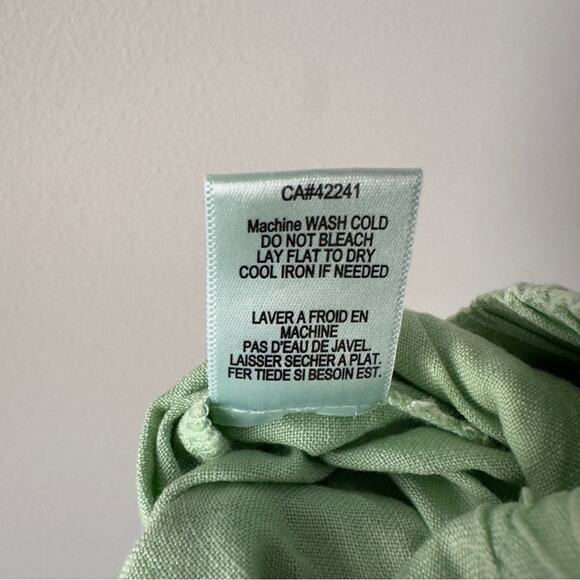 CA#42241
Machine WASH COLD
DO NOT BLEACH
LAY FLAT TO DRY
COOL IRON IF NEEDED
LAVER A FROID EN
MACHINE
PAS D'EAU DE JAVEL.
LAISSER SECHER A PLAT.
FER TIEDE SI BESOIN EST.